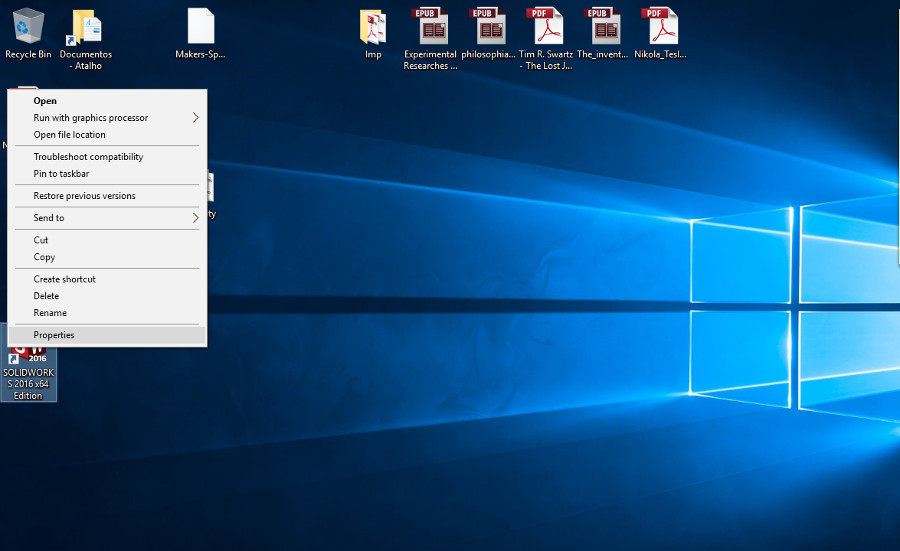 Recycle Bin
Documentos
- Atalho
Makers-Sp...
Imp
EPUB
Experimental
Researches ...
EPUB
philosophia...
PDF
Tim R. Swartz
- The Lost J...
EPUB
The_invent...
PDF
Nikola_Tesl...
Open
Run with graphics processor
Open file location
Troubleshoot compatibility
Pin to taskbar
Restore previous versions
Send to
Cut
Copy
Create shortcut
Delete
Rename
Properties
2016
SOLIDWORK
S 2016 x64
Edition